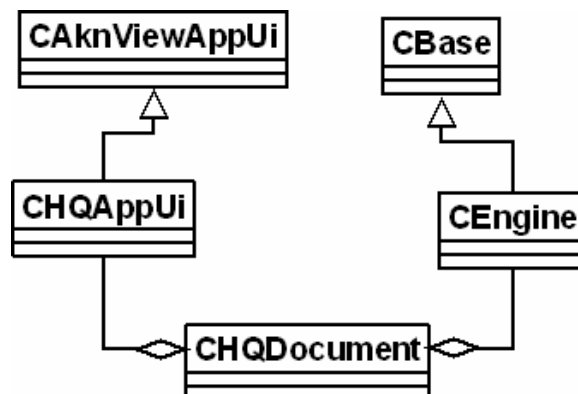 CAknViewAppUi
CBase
CHQAppUi
CEngine
CHQDocument